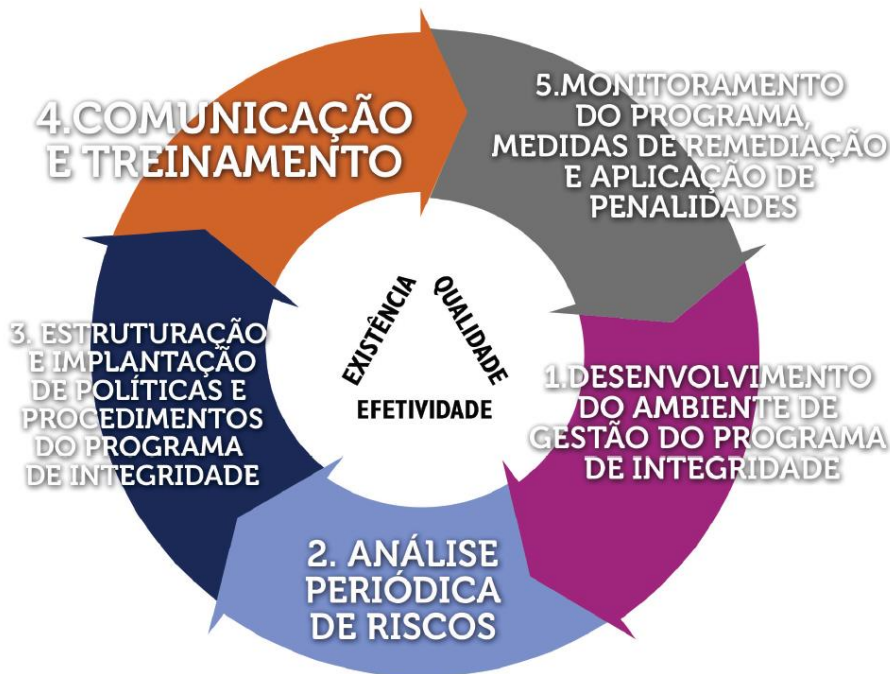 4.COMUNICAÇÃO
E TREINAMENTO
5.MONITORAMENTO
DO PROGRAMA,
MEDIDAS DE REMEDIAÇÃO
E APLICAÇÃO DE
PENALIDADES
EXISTÊNCIA
QUALIDADE
EFETIVIDADE
3. ESTRUTURAÇÃO
E IMPLANTAÇÃO
DE POLÍTICAS E
PROCEDIMENTOS
DO PROGRAMA
DE INTEGRIDADE
1.DESENVOLVIMENTO
DO AMBIENTE DE
GESTÃO DO PROGRAMA
DE INTEGRIDADE
2. ANÁLISE
PERIÓDICA
DE RISCOS